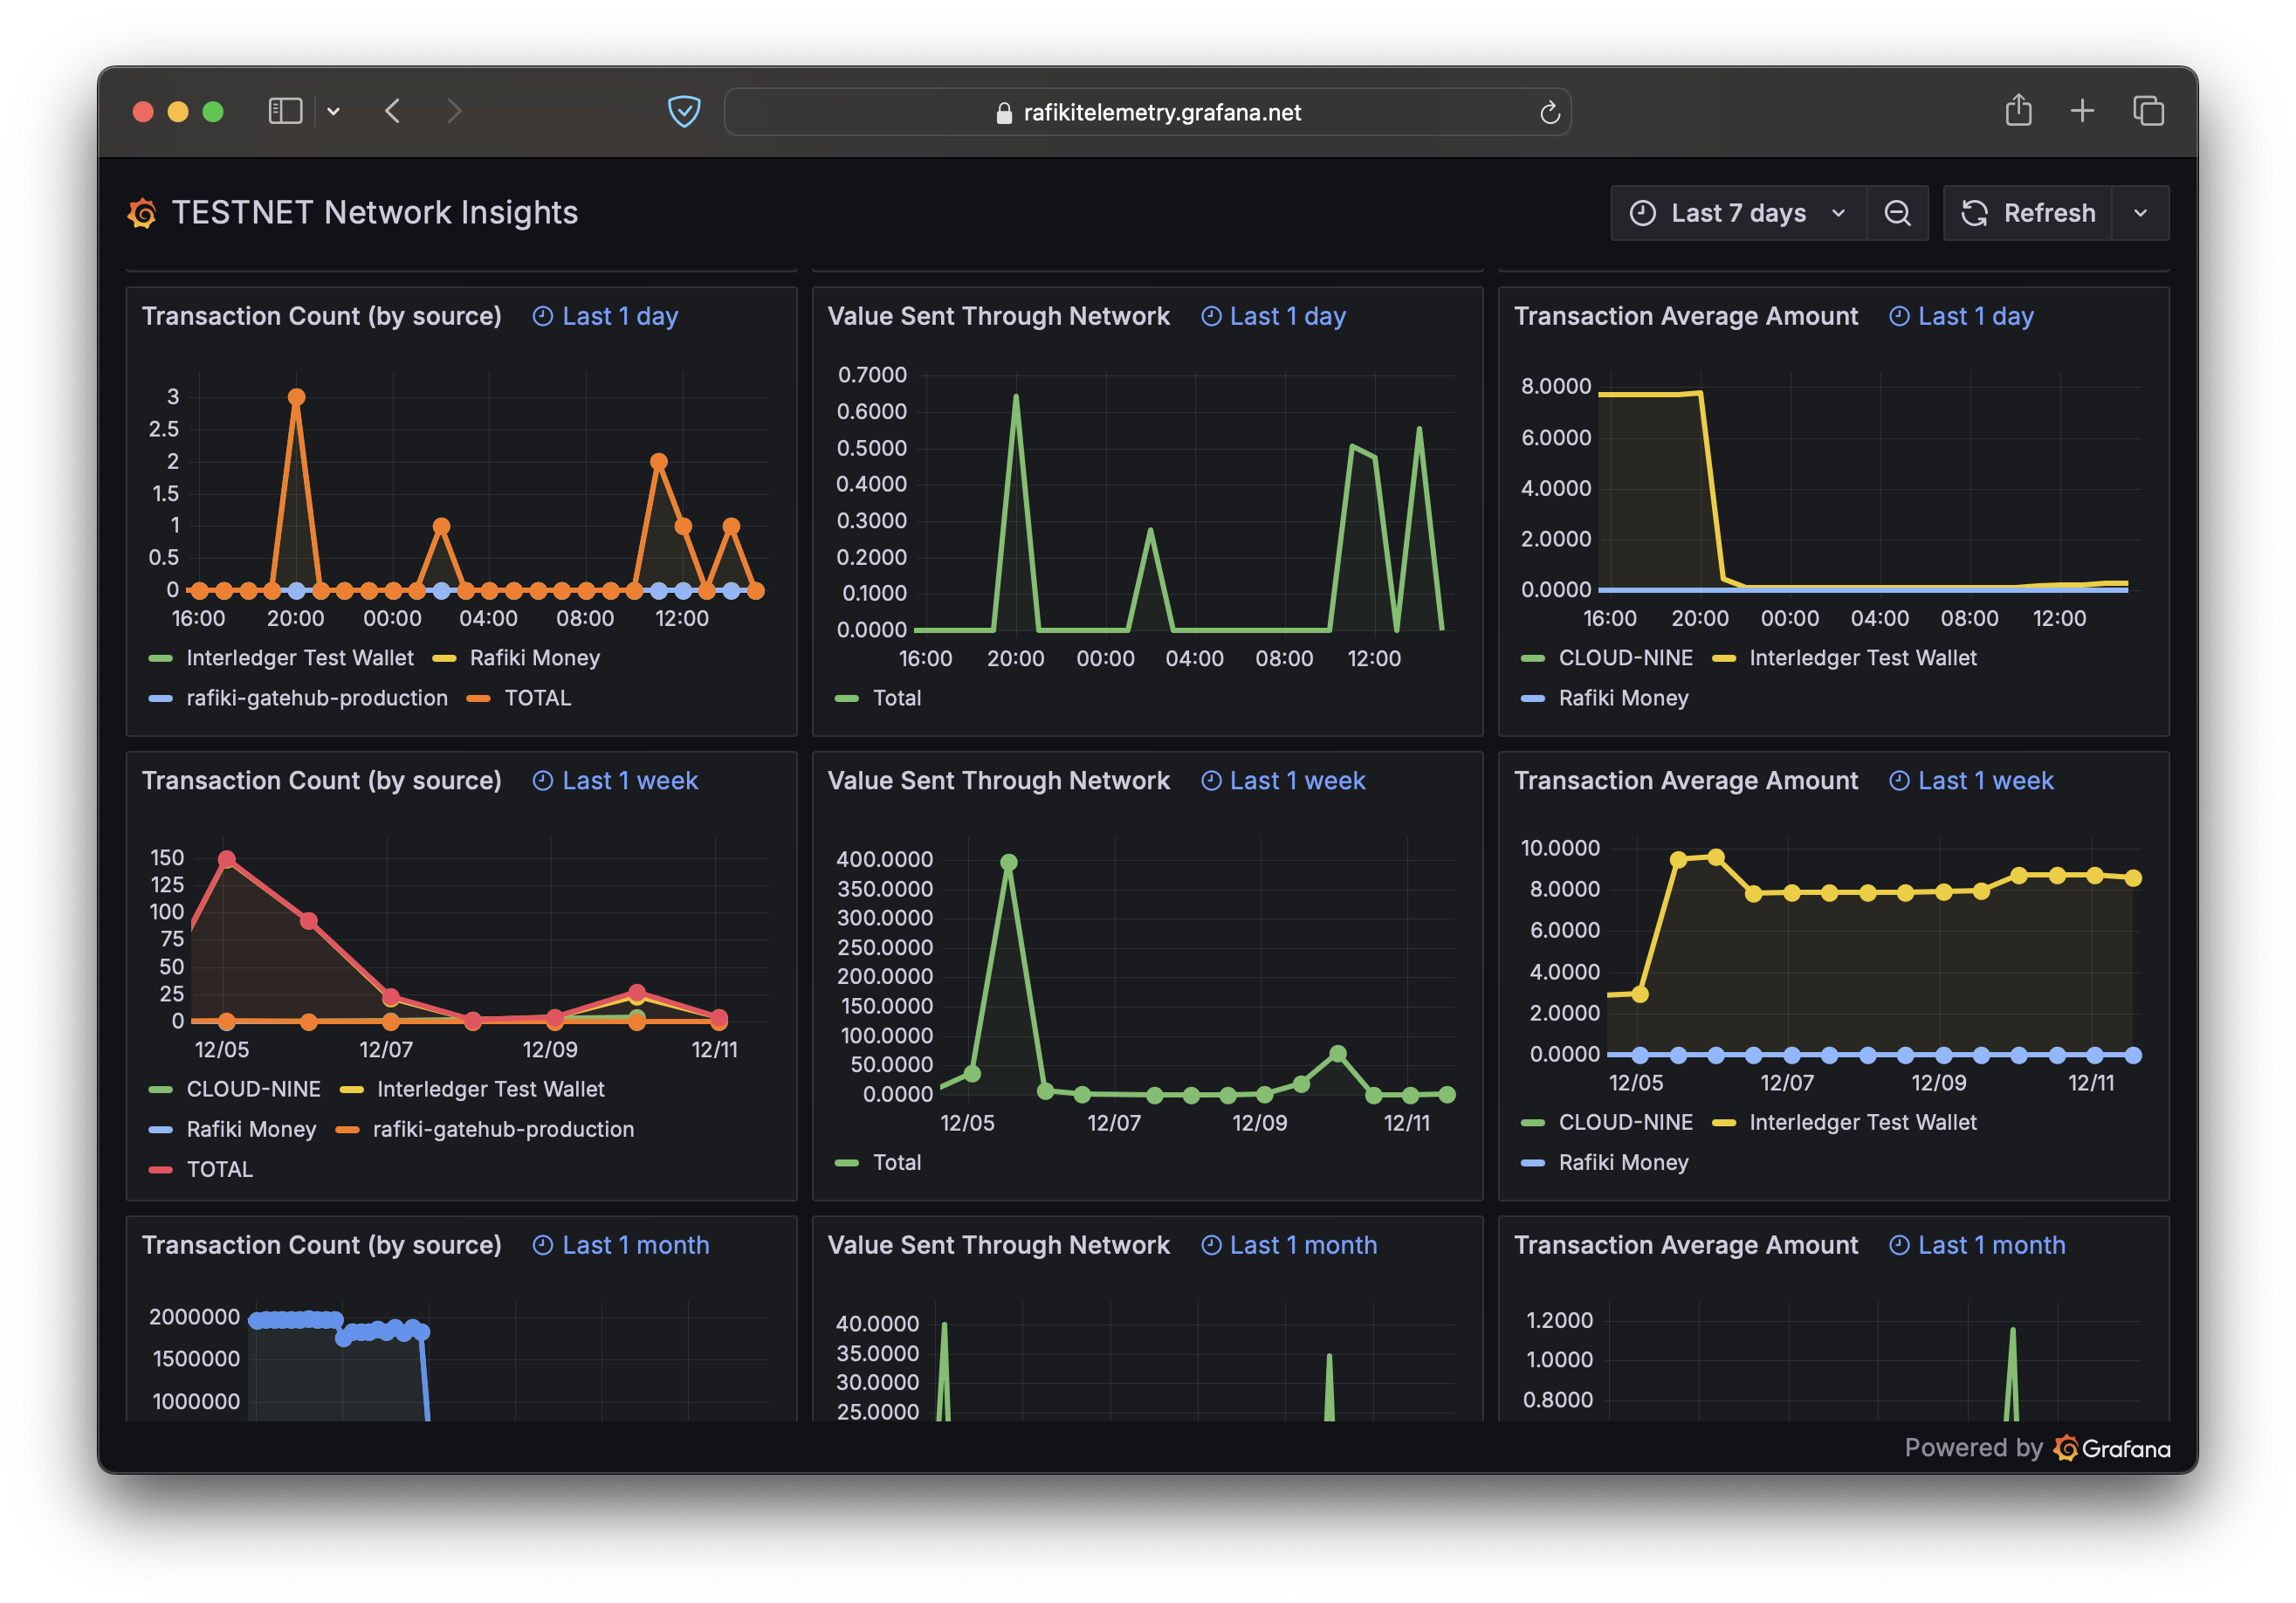 rafikitelemetry.grafana.net
TESTNET Network Insights
Last 7 days
Refresh
Transaction Count (by source) Last 1 day
3
2.5
2
1.5
1
0.5
0
16:00 20:00 00:00 04:00 08:00 12:00
Interledger Test Wallet Rafiki Money
rafiki-gatehub-production TOTAL
Value Sent Through Network Last 1 day
0.7000
0.6000
0.5000
0.4000
0.3000
0.2000
0.1000
0.0000
16:00 20:00 00:00 04:00 08:00 12:00
Total
Transaction Average Amount Last 1 day
8.0000
6.0000
4.0000
2.0000
0.0000
16:00 20:00 00:00 04:00 08:00 12:00
CLOUD-NINE Interledger Test Wallet
Rafiki Money
Transaction Count (by source) Last 1 week
150
125
100
75
50
25
0
12/05 12/07 12/09 12/11
CLOUD-NINE Interledger Test Wallet
Rafiki Money rafiki-gatehub-production
TOTAL
Value Sent Through Network Last 1 week
400.0000
350.0000
300.0000
250.0000
200.0000
150.0000
100.0000
50.0000
0.0000
12/05 12/07 12/09 12/11
Total
Transaction Average Amount Last 1 week
10.0000
8.0000
6.0000
4.0000
2.0000
0.0000
12/05 12/07 12/09 12/11
CLOUD-NINE Interledger Test Wallet
Rafiki Money
Transaction Count (by source) Last 1 month
2000000
1500000
1000000
Value Sent Through Network Last 1 month
40.0000
35.0000
30.0000
25.0000
Transaction Average Amount Last 1 month
1.2000
1.0000
0.8000
Powered by Grafana